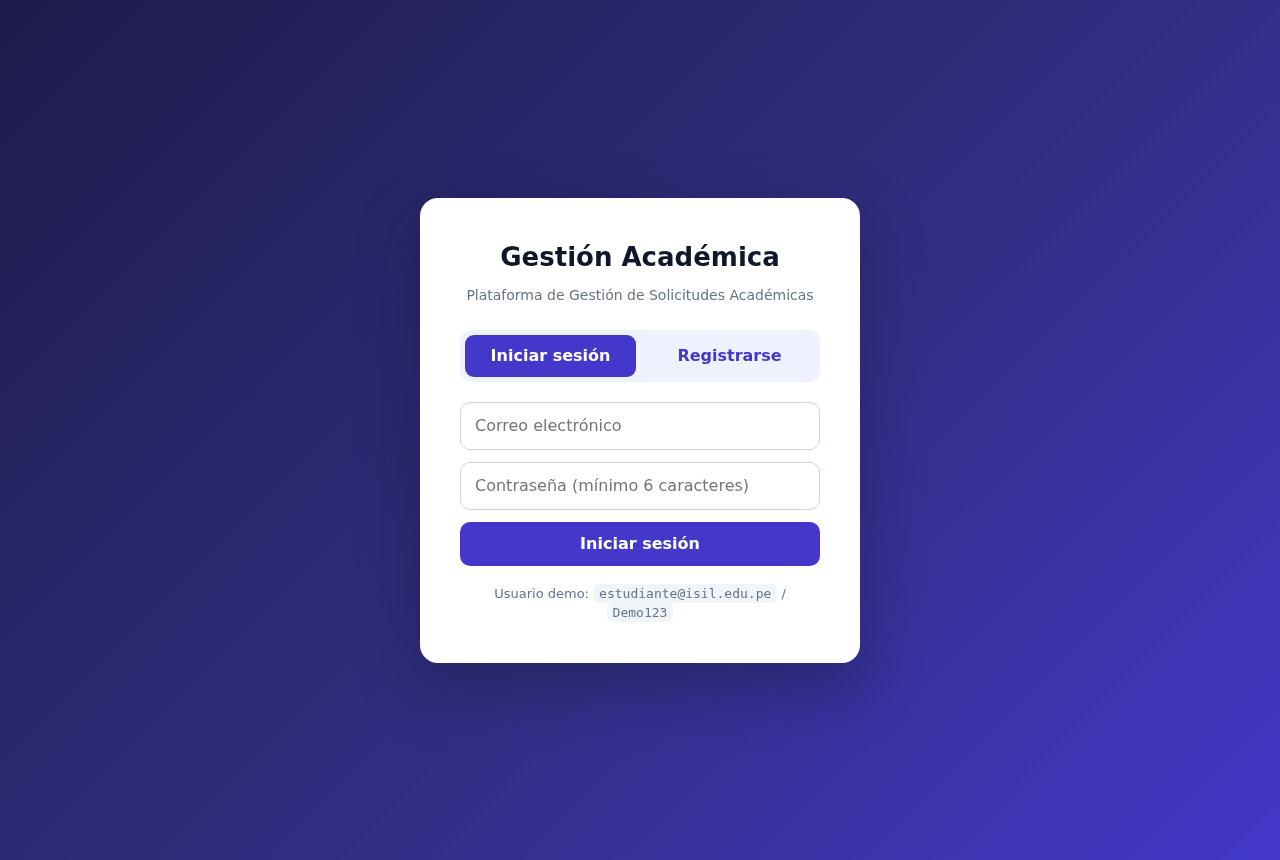 Gestión Académica
Plataforma de Gestión de Solicitudes Académicas
Iniciar sesión
Registrarse
Correo electrónico
Contraseña (mínimo 6 caracteres)
Iniciar sesión
Usuario demo: estudiante@isil.edu.pe /
Demo123